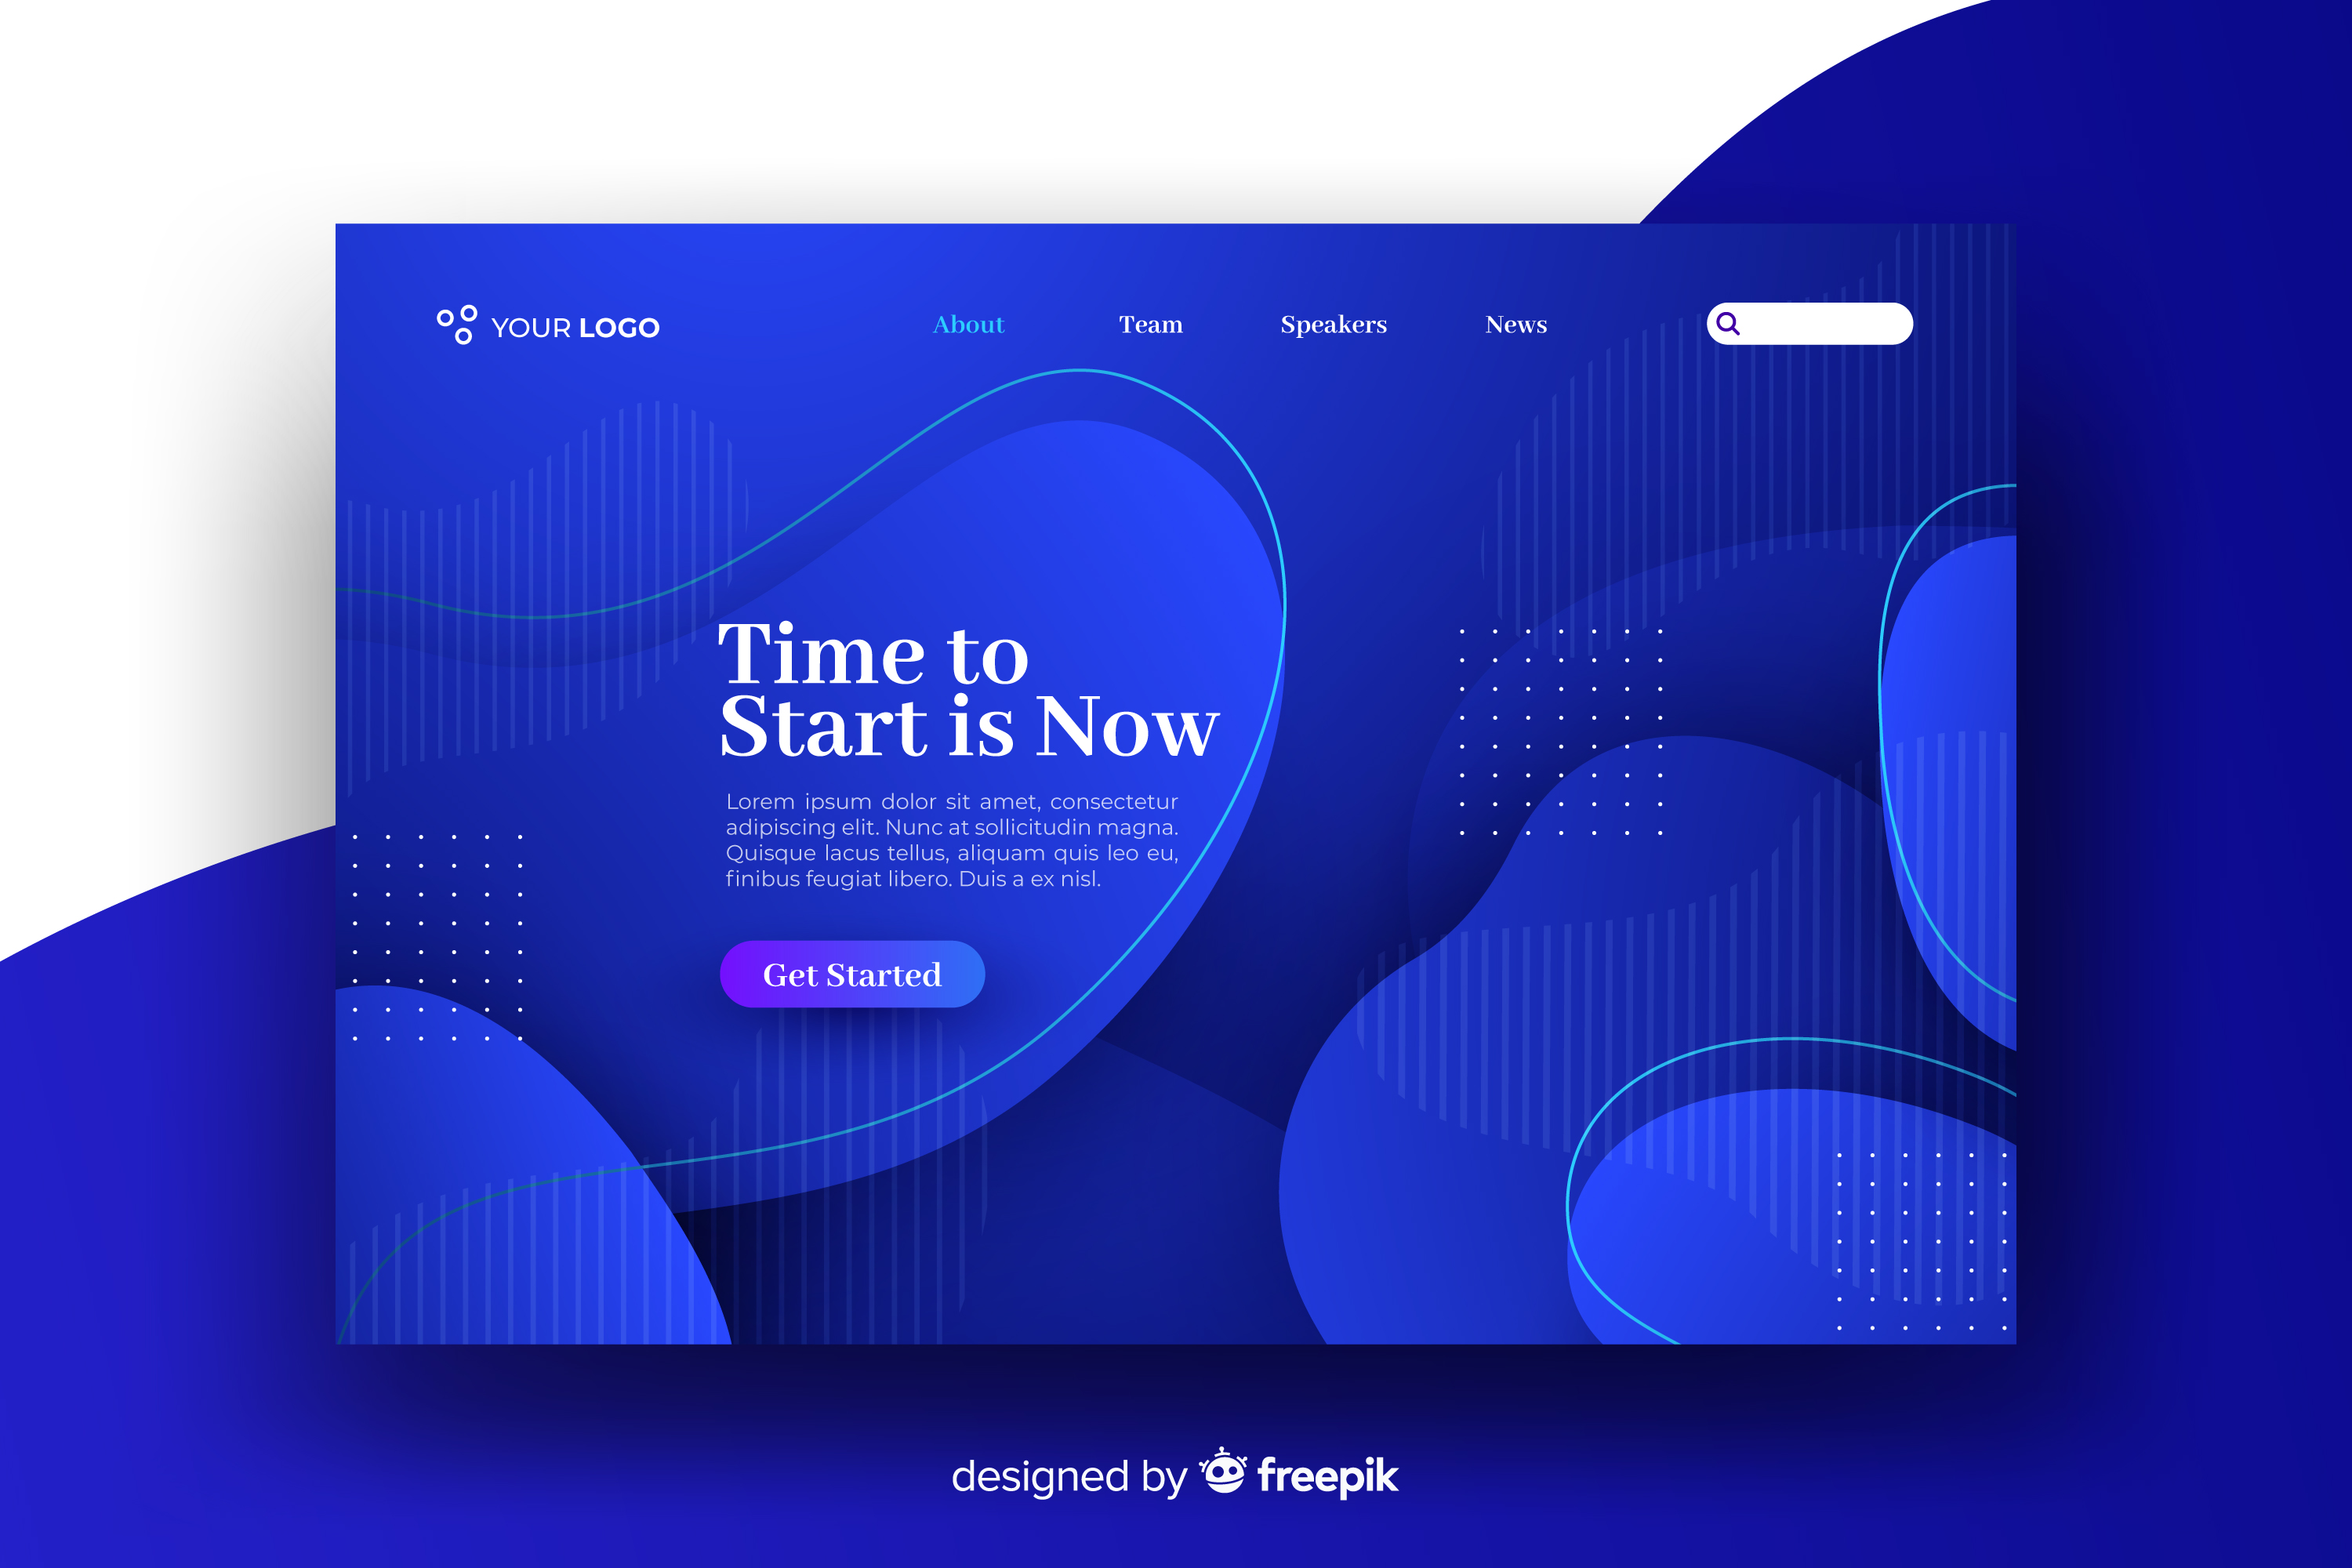 YOUR LOGO
About Team Speakers News
Time to
Start is Now
Lorem ipsum dolor sit amet, consectetur
adipiscing elit. Nunc at sollicitudin magna.
Quisque lacus tellus, aliquam quis leo eu,
finibus feugiat libero. Duis a ex nisl.
Get Started
designed by freepik